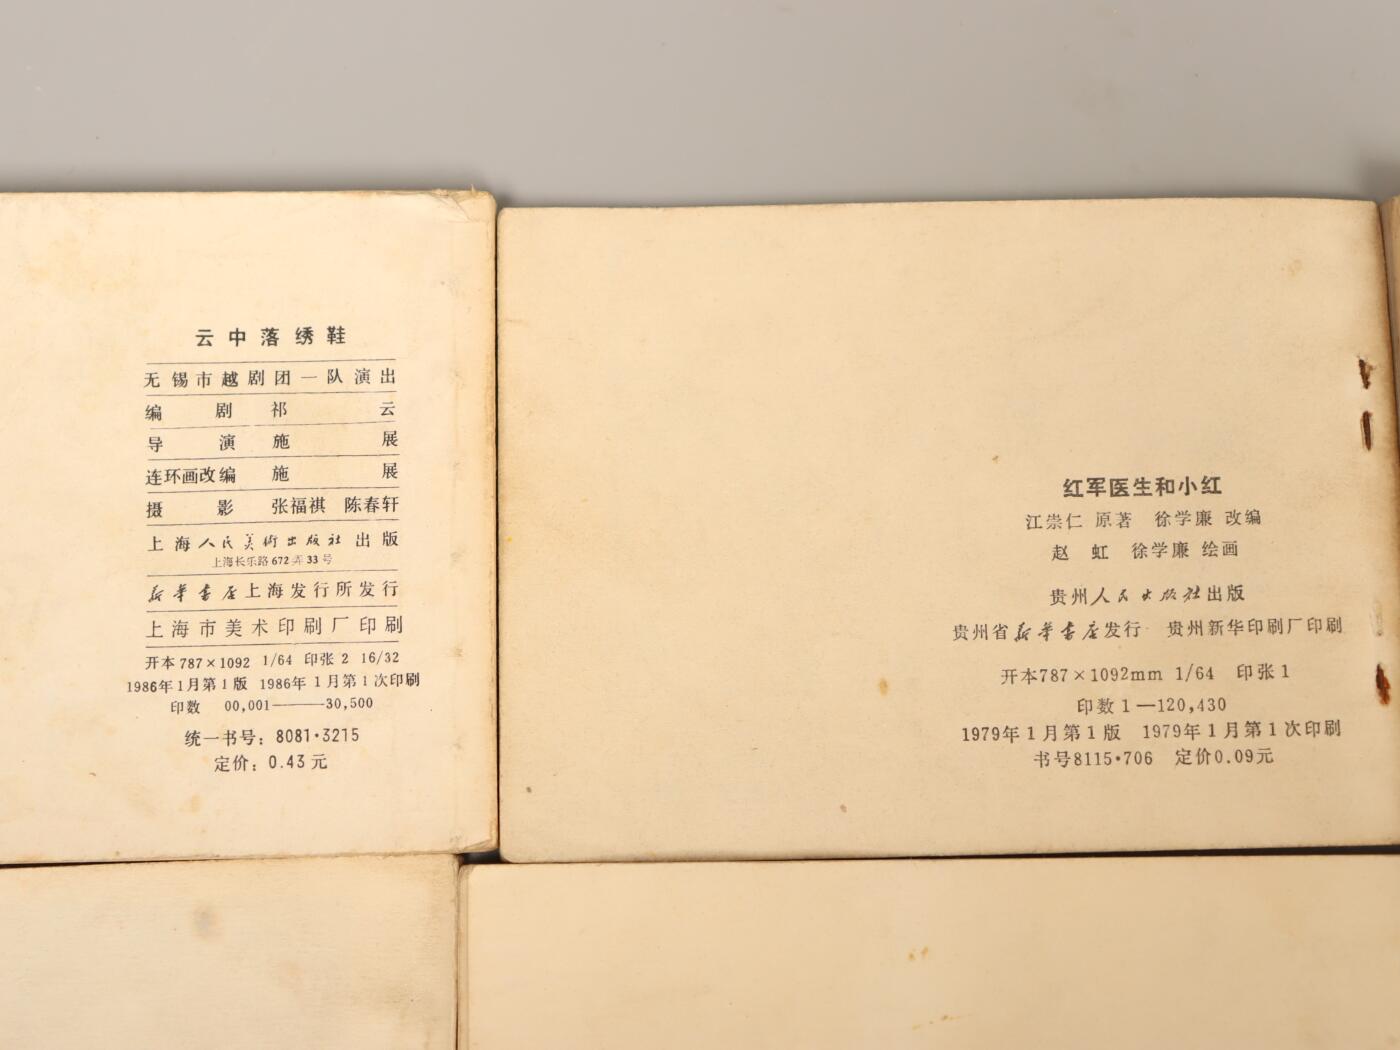 云中落绣鞋
无锡市越剧团一队演出
编剧 祁云
导演 施展
连环画改编 施展
摄影 张福祺 陈春轩
上海人民美術出版社出版
上海长乐路672弄33号
新华书店上海发行所发行
上海市美术印刷厂印刷
开本787×1092 1/64 印张2 16/32
1986年1月第1版 1986年1月第1次印刷
印数 00,001———30,500
统一书号：8081·3215
定价：0.43元
红军医生和小红
江崇仁 原著 徐学廉 改编
赵虹 徐学廉 绘画
贵州人民出版社出版
贵州省新华书店发行 贵州新华印刷厂印刷
开本787×1092mm 1/64 印张1
印数1—120,430
1979年1月第1版 1979年1月第1次印刷
书号8115·706 定价0.09元